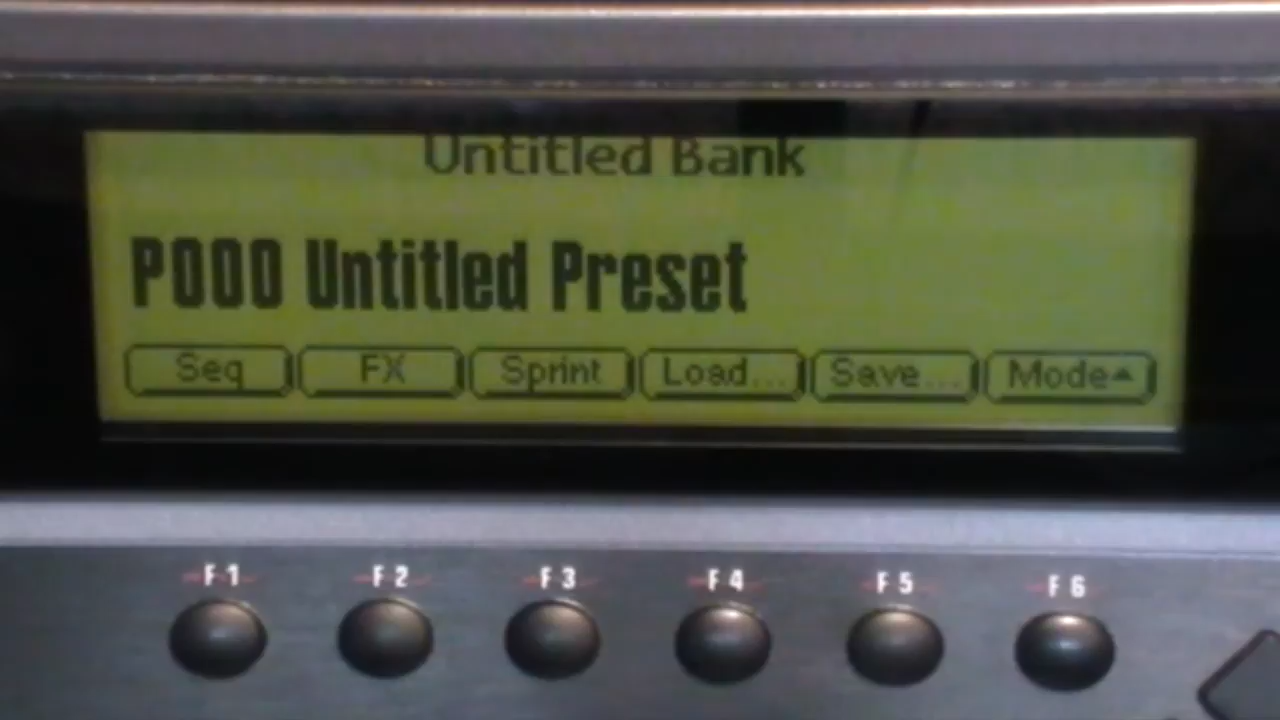 Untitled Bank
P000 Untitled Preset
Seq FX Sprint Load... Save... Mode▲
F1 F2 F3 F4 F5 F6